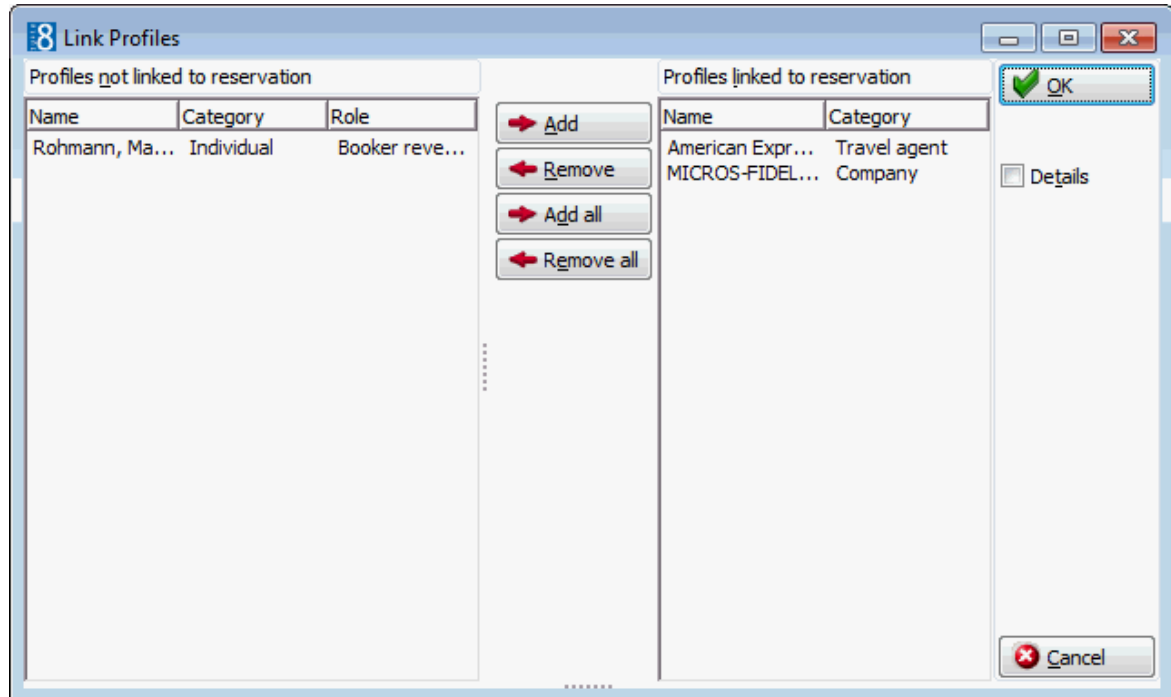 8 Link Profiles
Profiles not linked to reservation
Name Category Role
Rohmann, Ma... Individual Booker reve...
Add
Remove
Add all
Remove all
Profiles linked to reservation
Name Category
American Expr... Travel agent
MICROS-FIDEL... Company
OK
Details
Cancel